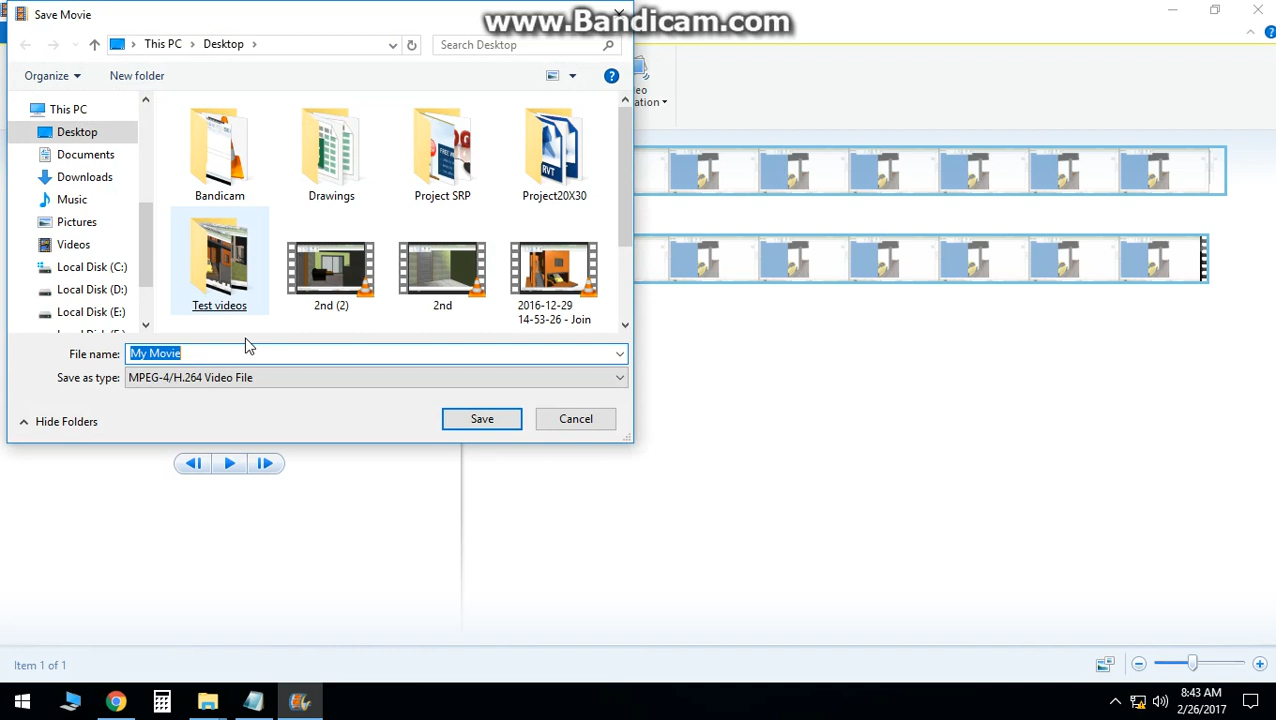 Save Movie
www.Bandicam.com
This PC
Desktop
Search Desktop
Organize
New folder
This PC
Desktop
Documents
Downloads
Music
Pictures
Videos
Local Disk (C:)
Local Disk (D:)
Local Disk (E:)
Bandicam
Drawings
Project SRP
Project20X30
Test videos
2nd (2)
2nd
2016-12-29
14-53-26 - Join
File name:
My Movie
Save as type:
MPEG-4/H.264 Video File
Hide Folders
Save
Cancel
Item 1 of 1
8:43 AM
2/26/2017